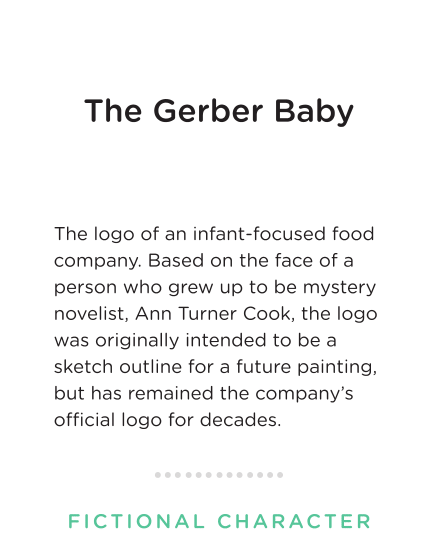 The Gerber Baby
The logo of an infant-focused food
company. Based on the face of a
person who grew up to be mystery
novelist, Ann Turner Cook, the logo
was originally intended to be a
sketch outline for a future painting,
but has remained the company’s
official logo for decades.
FICTIONAL CHARACTER